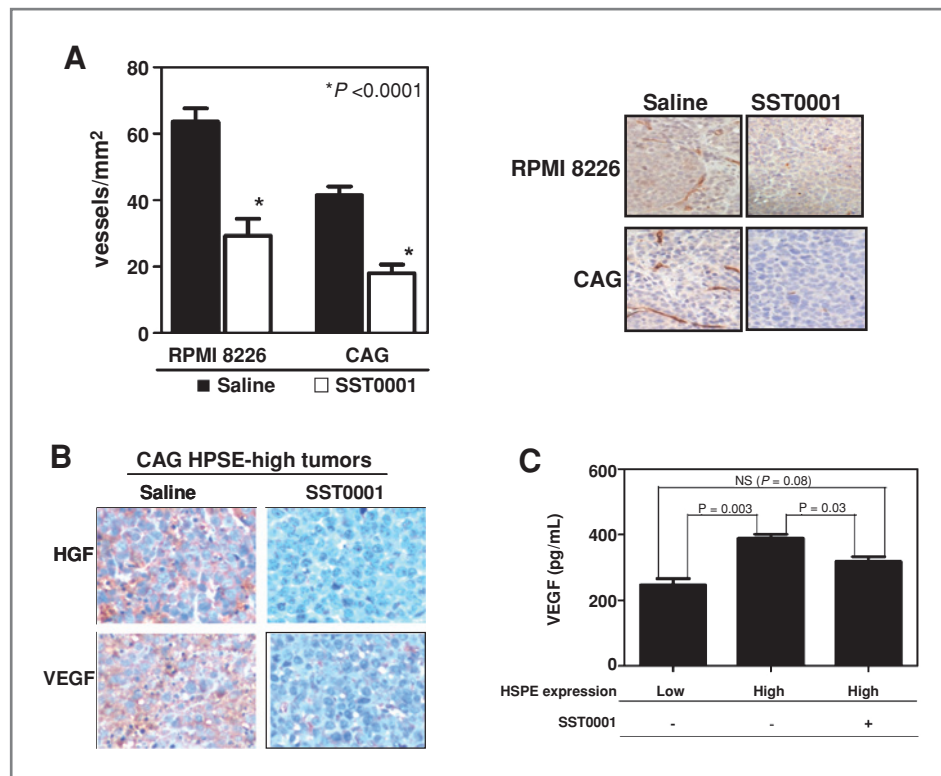 A
80
60
40
20
0
vessels/mm²
*P <0.0001
*
*
RPMI 8226 CAG
■ Saline □ SST0001
Saline SST0001
RPMI 8226
CAG
B
CAG HPSE-high tumors
Saline SST0001
HGF
VEGF
C
600
400
200
0
VEGF (pg/mL)
NS (P = 0.08)
P = 0.003 P = 0.03
HSPE expression Low High High
SST0001 - - +